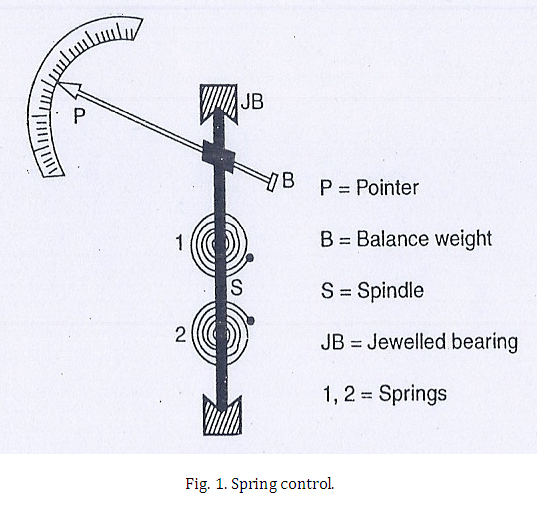 JB
P
B
1
S
2
P = Pointer
B = Balance weight
S = Spindle
JB = Jewelled bearing
1, 2 = Springs
Fig. 1. Spring control.